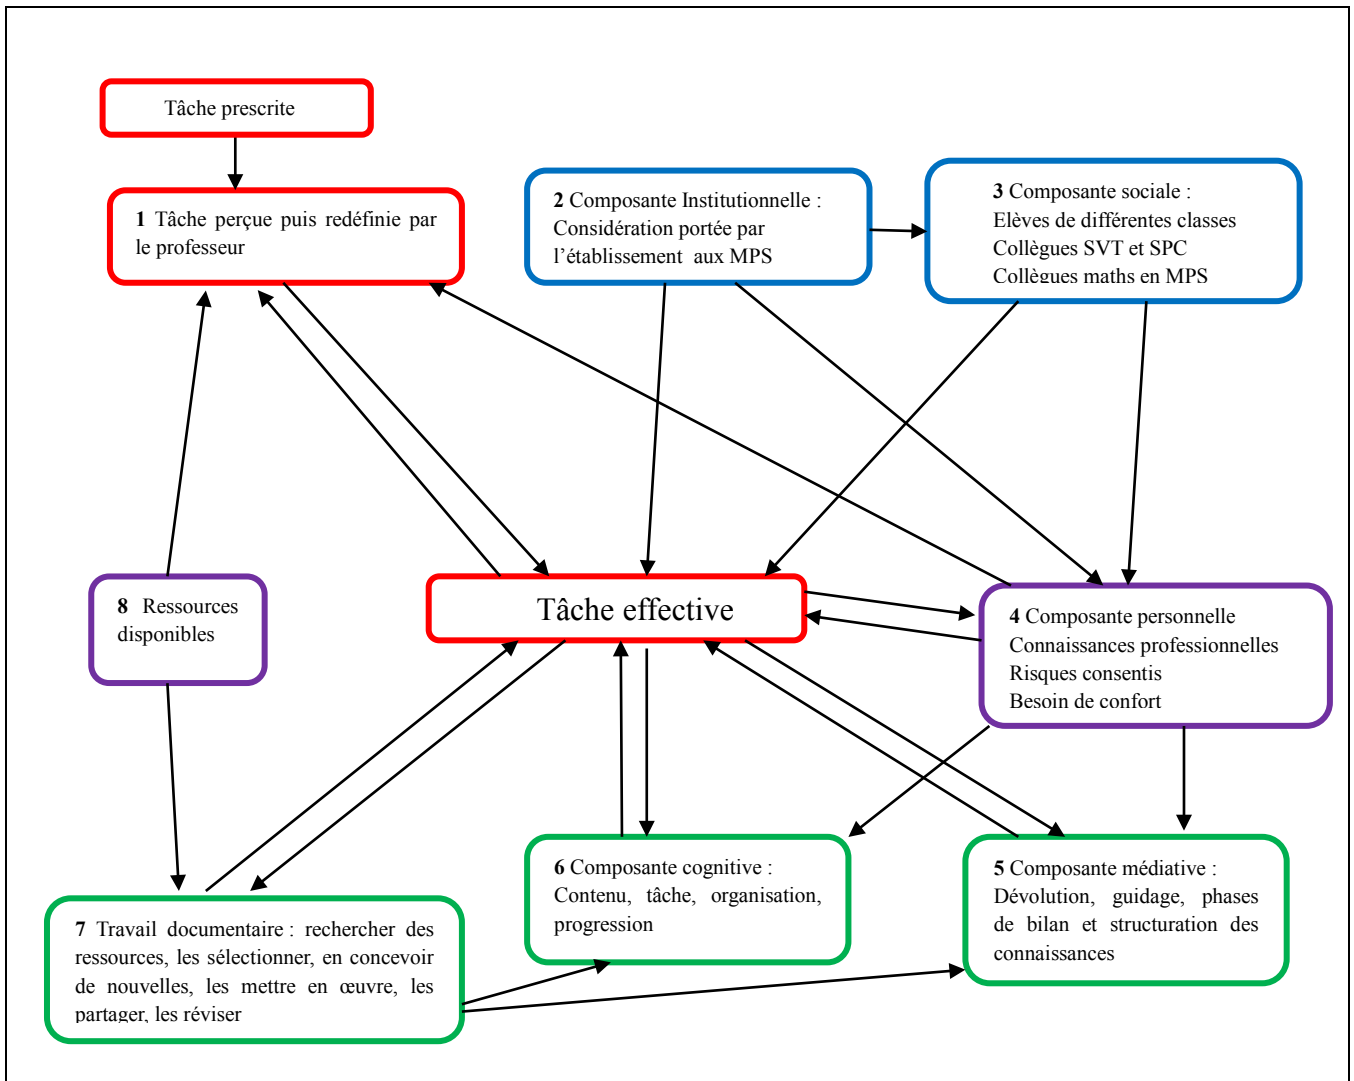 Tâche prescrite
1 Tâche perçue puis redéfinie par
le professeur
2 Composante Institutionnelle :
Considération portée par
l’établissement aux MPS
3 Composante sociale :
Elèves de différentes classes
Collègues SVT et SPC
Collègues maths en MPS
8 Ressources
disponibles
Tâche effective
4 Composante personnelle
Connaissances professionnelles
Risques consentis
Besoin de confort
6 Composante cognitive :
Contenu, tâche, organisation,
progression
5 Composante médiative :
Dévolution, guidage, phases
de bilan et structuration des
connaissances
7 Travail documentaire : rechercher des
ressources, les sélectionner, en concevoir
de nouvelles, les mettre en œuvre, les
partager, les réviser